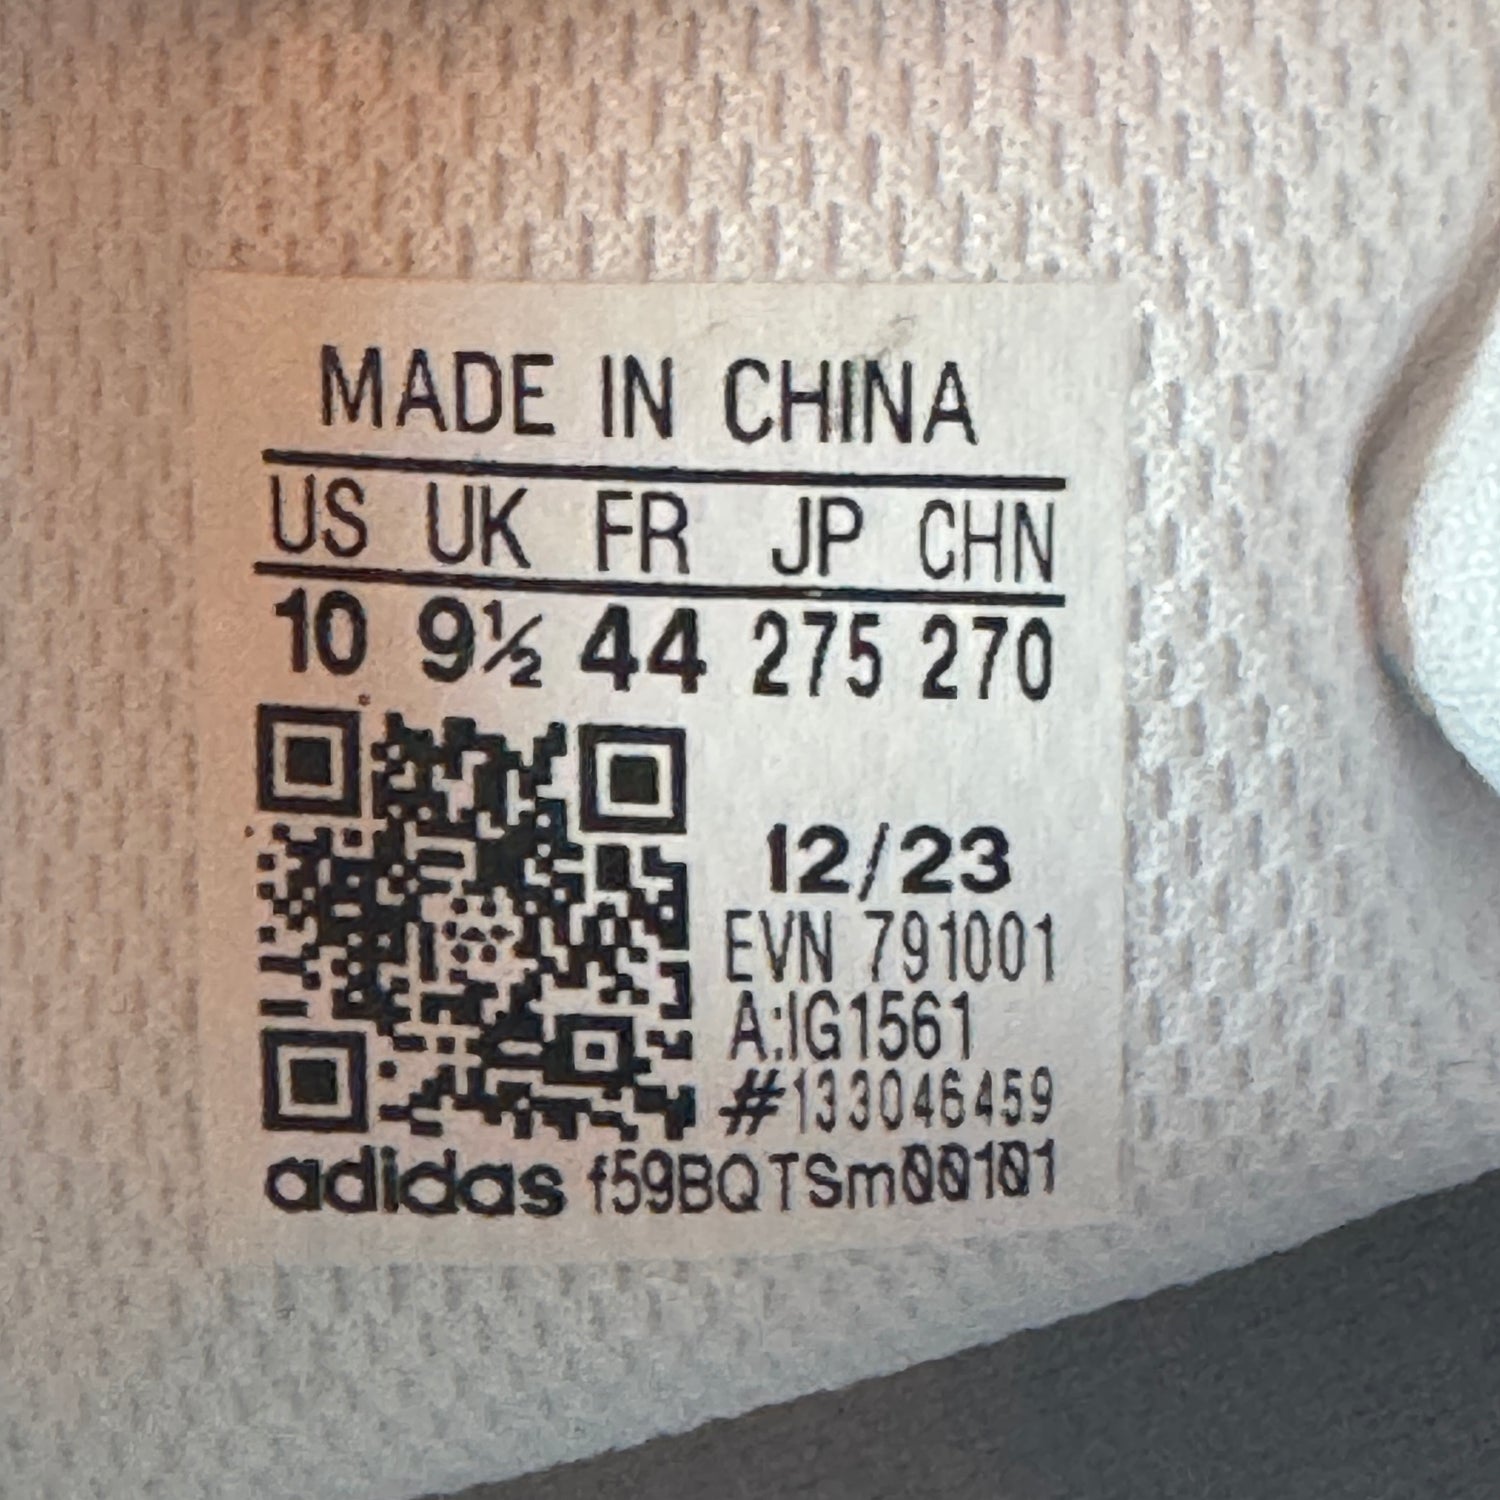 MADE IN CHINA
US UK FR JP CHN
10 9½ 44 275 270
12/23
EVN 791001
A:IG1561
#133046459
adidas f59BQTSm00101